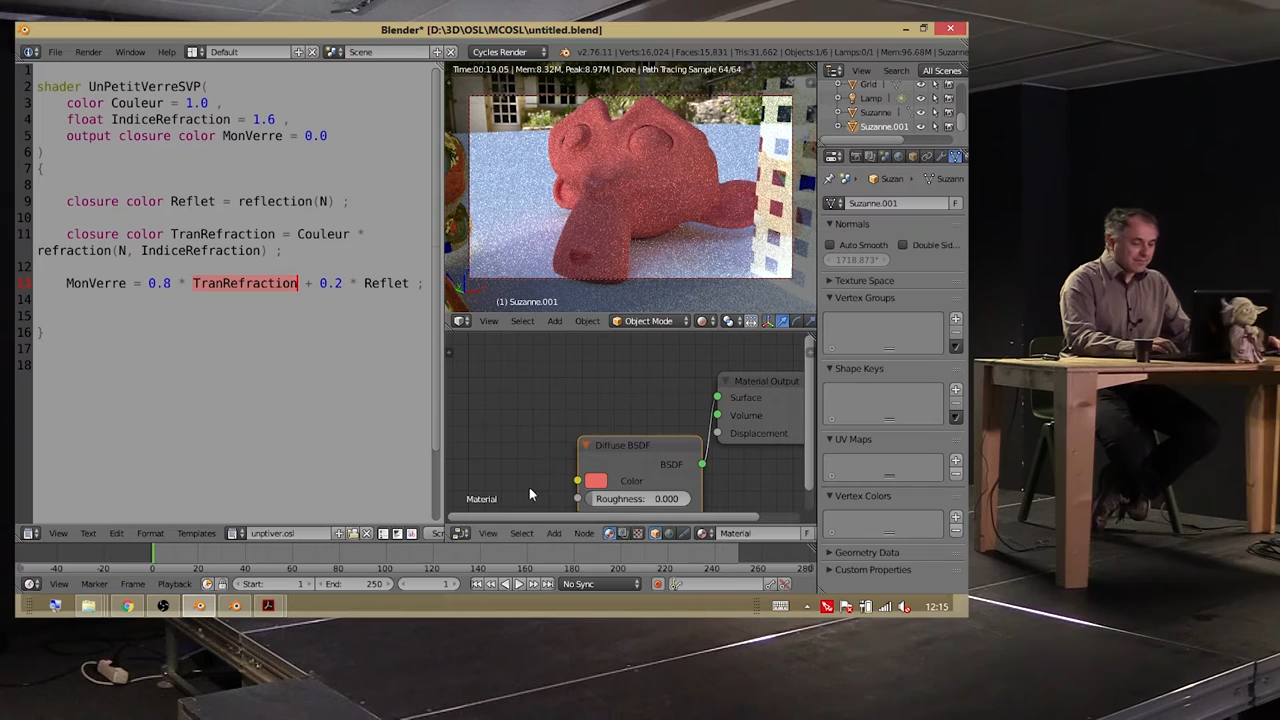 Blender* [D:\3D\OSL\MCOSL\untitled.blend]
File Render Window Help Default Scene Cycles Render v2.76.11 | Verts:16,024 | Faces:15,831 | Tris:31,662 | Objects:1/6 | Lamps:0/1 | Mem:96.68M | Suzanne
1
2 shader UnPetitVerreSVP(
3 color Couleur = 1.0 ,
4 float IndiceRefraction = 1.6 ,
5 output closure color MonVerre = 0.0
6 )
7 {
8
9 closure color Reflet = reflection(N) ;
10
11 closure color TranRefraction = Couleur *
refraction(N, IndiceRefraction) ;
12
13 MonVerre = 0.8 * TranRefraction + 0.2 * Reflet ;
14
15
16 }
17
18
View Text Edit Format Templates unptiver.osl Scr
Time:00:19.05 | Mem:8.32M, Peak:8.97M | Done | Path Tracing Sample 64/64
(1) Suzanne.001
View Select Add Object Object Mode
Material Output
Surface
Volume
Displacement
Diffuse BSDF
BSDF
Color
Roughness: 0.000
Material
View Select Add Node Material F
View Search All Scenes
Grid
Lamp
Suzanne
Suzanne.001
Suzan Suzann
Suzanne.001 F
Normals
Auto Smooth Double Sid...
1718.873°
Texture Space
Vertex Groups
Shape Keys
UV Maps
Vertex Colors
Geometry Data
Custom Properties
-40 -20 0 20 40 60 80 100 120 140 160 180 200 220 240 260 280
View Marker Frame Playback Start: 1 End: 250 1 No Sync
12:15